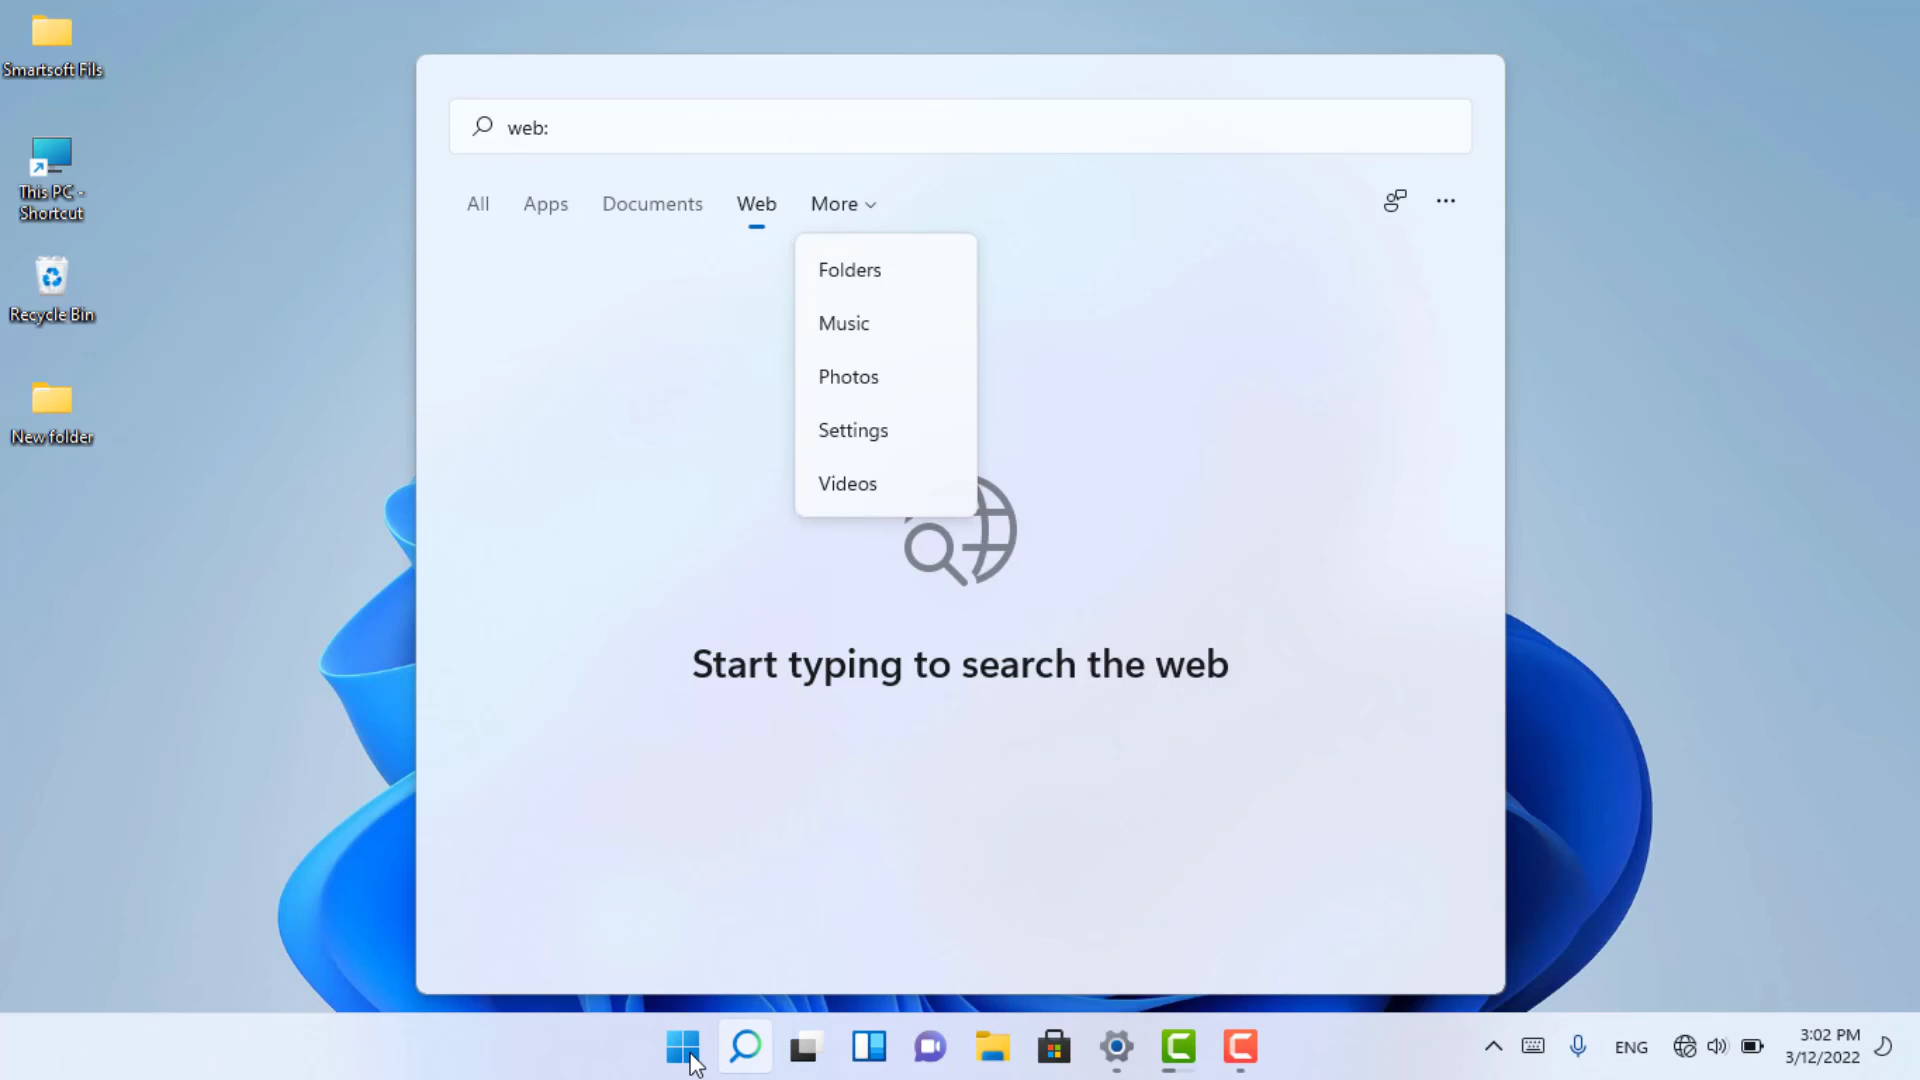 Smartsoft Fils
This PC -
Shortcut
Recycle Bin
New folder
web:
All Apps Documents Web More
Folders
Music
Photos
Settings
Videos
Start typing to search the web
ENG
3:02 PM
3/12/2022